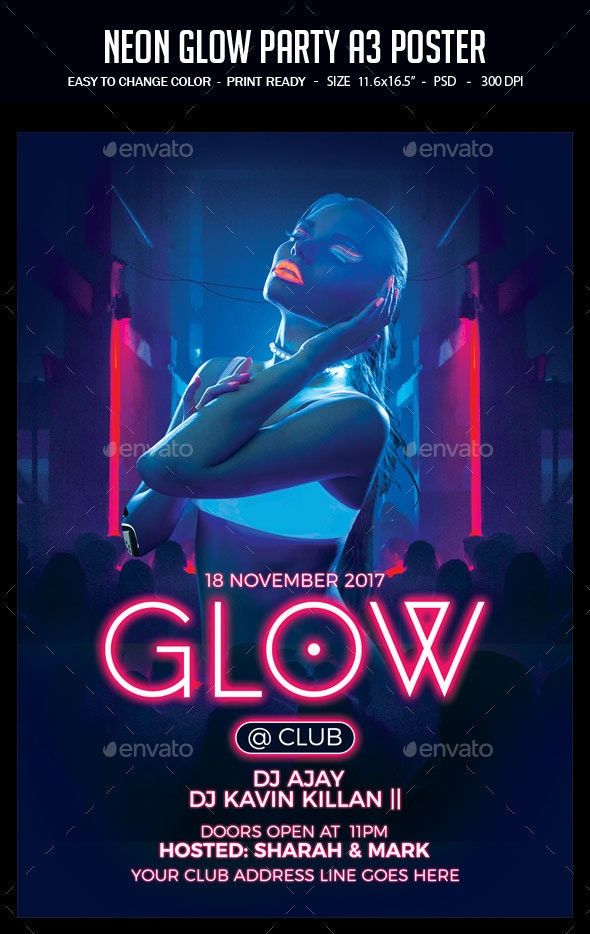 NEON GLOW PARTY A3 POSTER
EASY TO CHANGE COLOR - PRINT READY - SIZE 11.6x16.5" - PSD - 300 DPI
envato envato
envato envato
18 NOVEMBER 2017
GLOW
@ CLUB
envato envato
DJ AJAY
DJ KAVIN KILLAN ||
DOORS OPEN AT 11PM
HOSTED: SHARAH & MARK
YOUR CLUB ADDRESS LINE GOES HERE